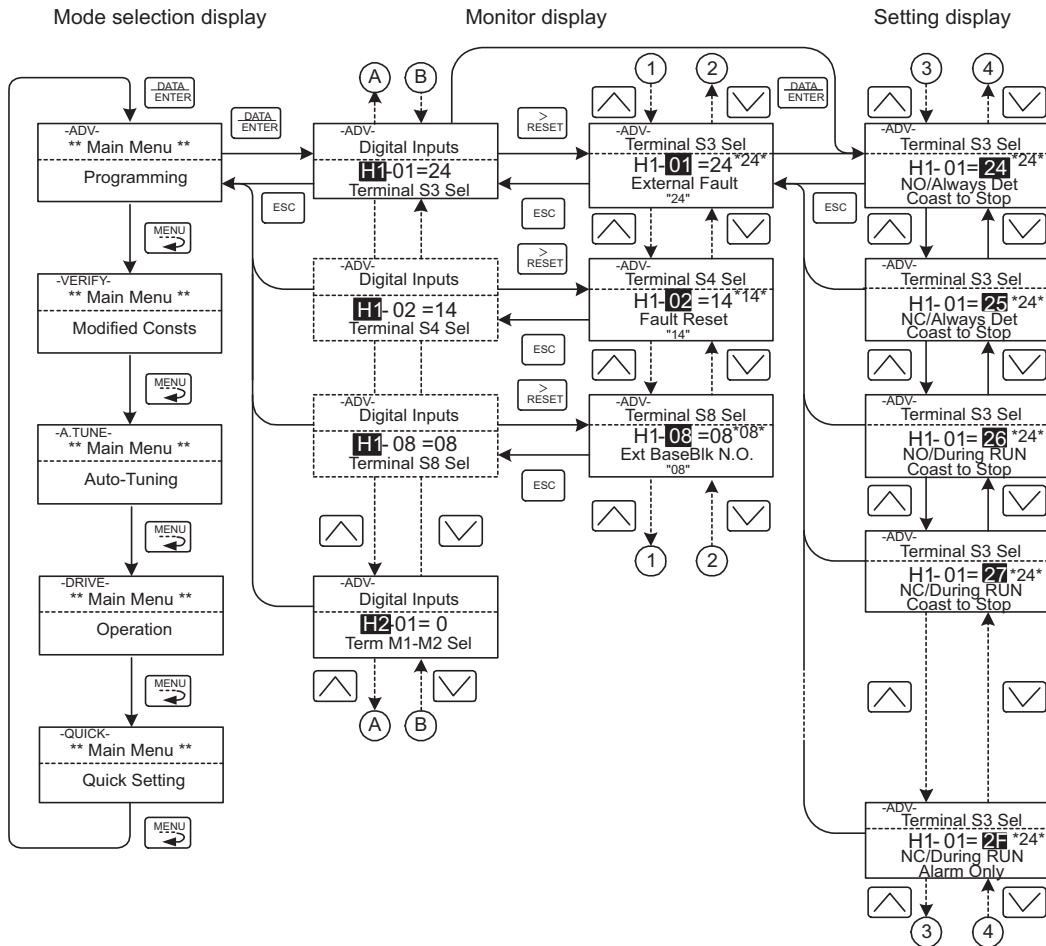 Mode selection display
Monitor display
Setting display
DATA
ENTER
-ADV-
** Main Menu **
Programming
MENU
-VERIFY-
** Main Menu **
Modified Consts
MENU
-A.TUNE-
** Main Menu **
Auto-Tuning
MENU
-DRIVE-
** Main Menu **
Operation
MENU
-QUICK-
** Main Menu **
Quick Setting
MENU
DATA
ENTER
ESC
A
B
-ADV-
Digital Inputs
H1-01=24
Terminal S3 Sel
-ADV-
Digital Inputs
H1- 02 =14
Terminal S4 Sel
-ADV-
Digital Inputs
H1- 08 =08
Terminal S8 Sel
-ADV-
Digital Inputs
H2-01= 0
Term M1-M2 Sel
A
B
>
RESET
ESC
>
RESET
ESC
>
RESET
ESC
1
2
-ADV-
Terminal S3 Sel
H1- 01 =24 *24*
External Fault
"24"
-ADV-
Terminal S4 Sel
H1- 02 =14 *14*
Fault Reset
"14"
-ADV-
Terminal S8 Sel
H1- 08 =08 *08*
Ext BaseBlk N.O.
"08"
1
2
DATA
ENTER
ESC
3
4
-ADV-
Terminal S3 Sel
H1- 01= 24 *24*
NO/Always Det
Coast to Stop
-ADV-
Terminal S3 Sel
H1- 01= 25 *24*
NC/Always Det
Coast to Stop
-ADV-
Terminal S3 Sel
H1- 01= 26 *24*
NO/During RUN
Coast to Stop
-ADV-
Terminal S3 Sel
H1- 01= 27 *24*
NC/During RUN
Coast to Stop
-ADV-
Terminal S3 Sel
H1- 01= 2F *24*
NC/During RUN
Alarm Only
3
4